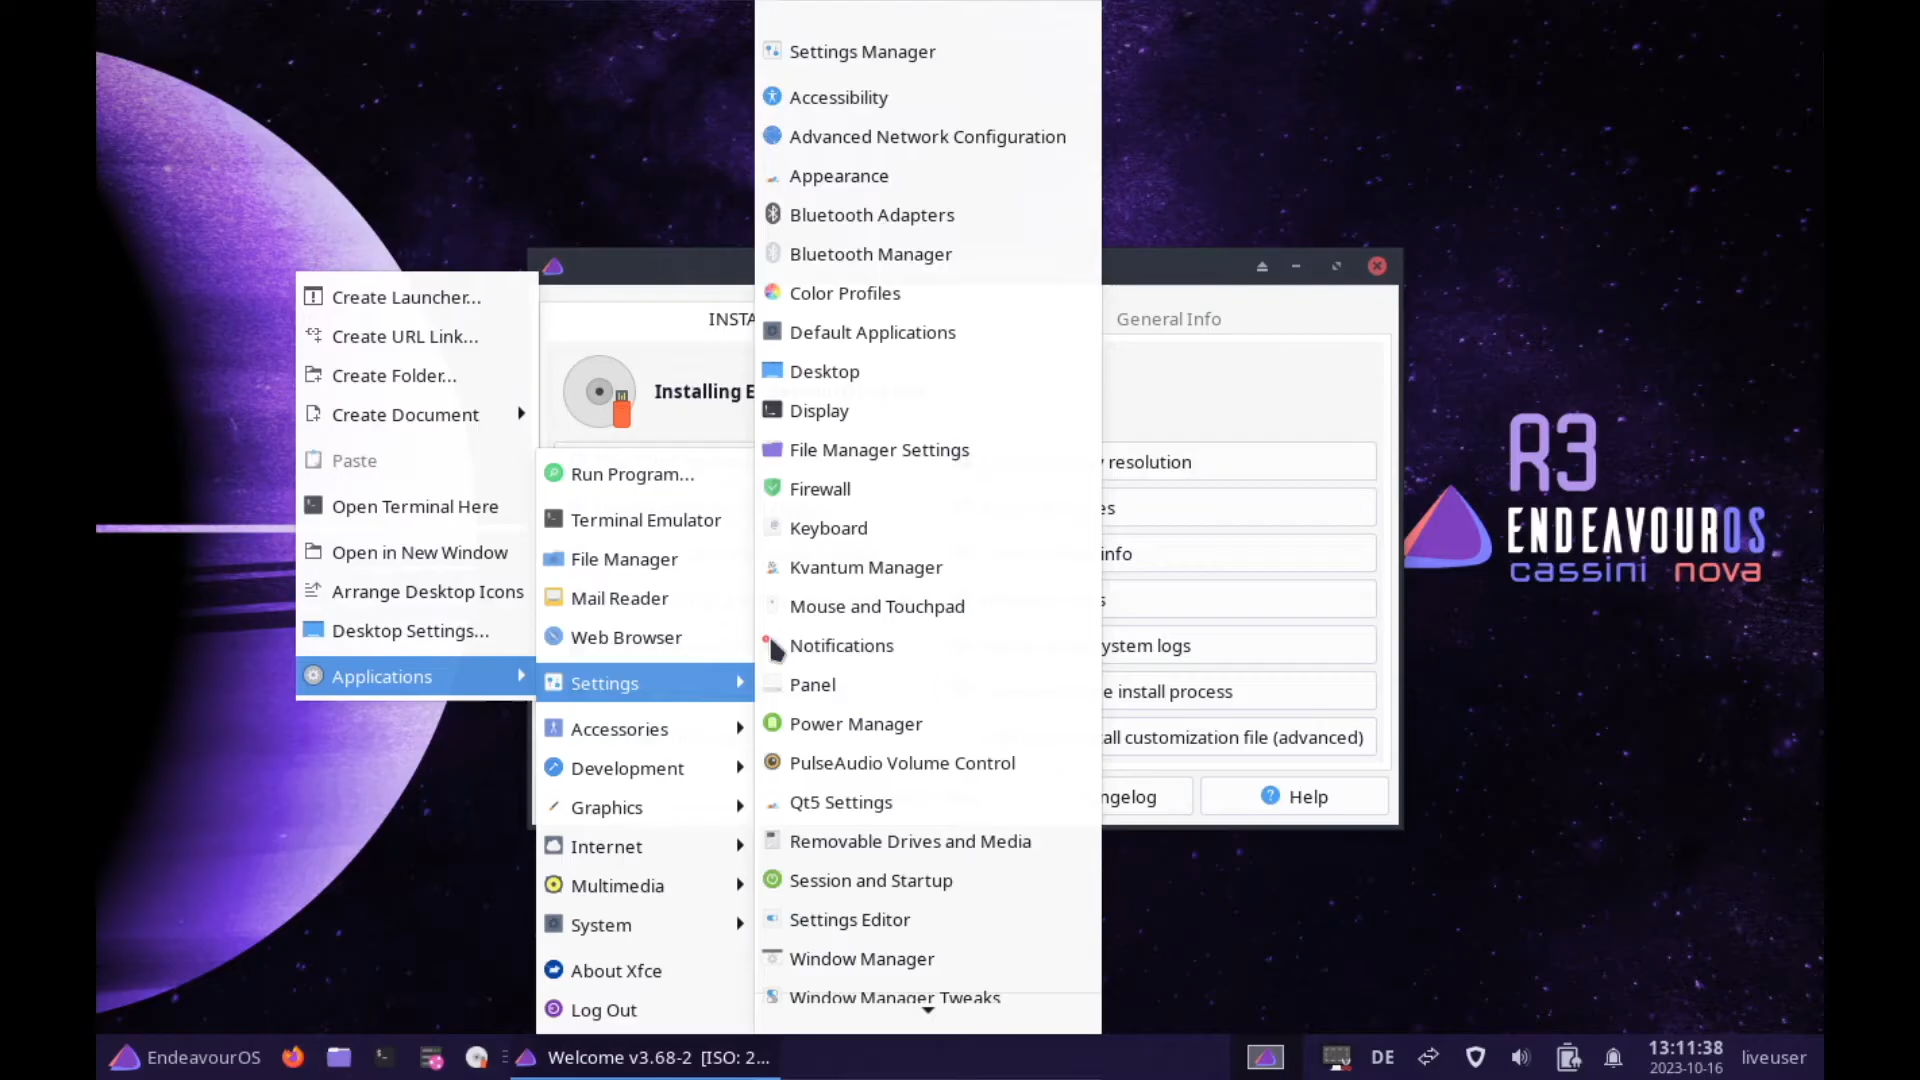 Settings Manager
Accessibility
Advanced Network Configuration
Appearance
Bluetooth Adapters
Bluetooth Manager
Color Profiles
Default Applications
Desktop
Display
File Manager Settings
Firewall
Keyboard
Kvantum Manager
Mouse and Touchpad
Notifications
Panel
Power Manager
PulseAudio Volume Control
Qt5 Settings
Removable Drives and Media
Session and Startup
Settings Editor
Window Manager
Window Manager Tweaks
Create Launcher...
Create URL Link...
Create Folder...
Create Document
Paste
Open Terminal Here
Open in New Window
Arrange Desktop Icons
Desktop Settings...
Applications
Run Program...
Terminal Emulator
File Manager
Mail Reader
Web Browser
Settings
Accessories
Development
Graphics
Internet
Multimedia
System
About Xfce
Log Out
INSTA
General Info
Installing E
resolution
es
info
s
ystem logs
e install process
all customization file (advanced)
ngelog
Help
R3
ENDEAVOUROS
cassini nova
EndeavourOS
Welcome v3.68-2 [ISO: 2...
DE
13:11:38
2023-10-16
liveuser